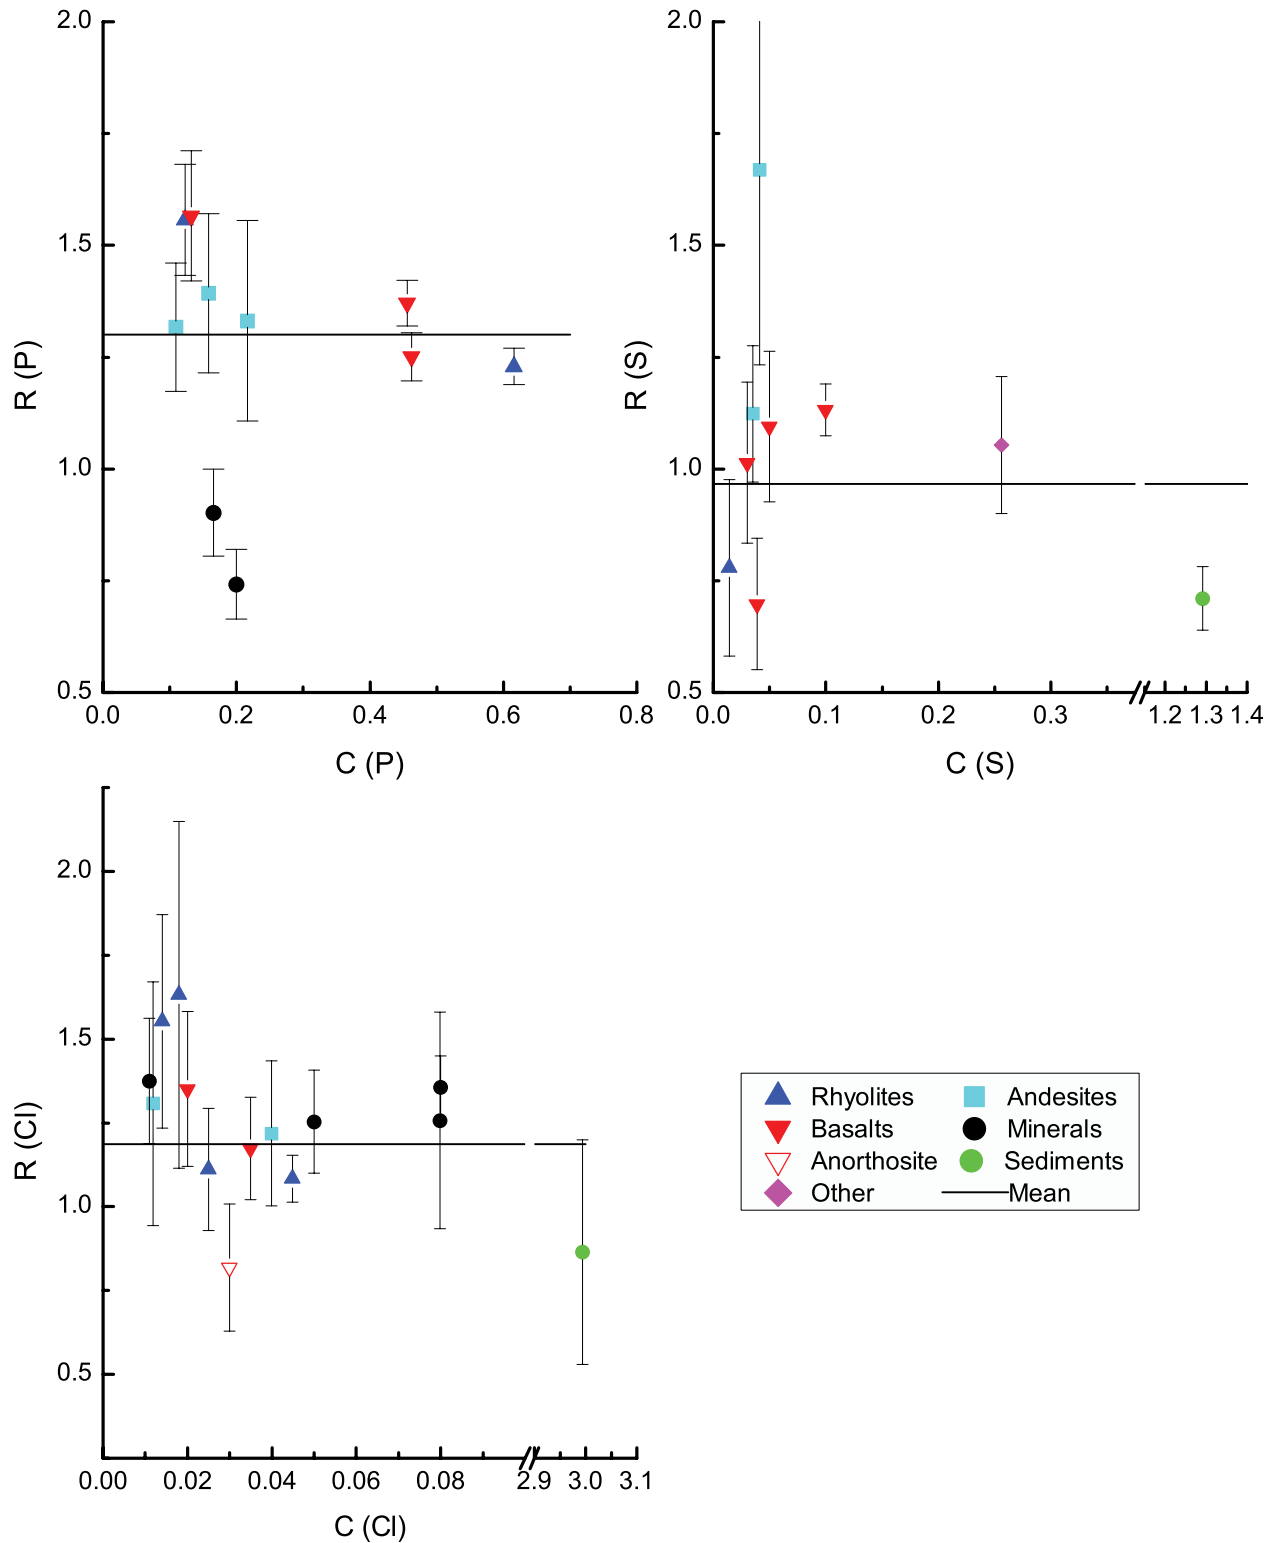 2.0
1.5
1.0
0.5
R (P)
0.0 0.2 0.4 0.6 0.8
C (P)
2.0
1.5
1.0
0.5
R (S)
0.0 0.1 0.2 0.3 1.2 1.3 1.4
C (S)
2.0
1.5
1.0
0.5
R (Cl)
0.00 0.02 0.04 0.06 0.08 2.9 3.0 3.1
C (Cl)
Rhyolites Andesites
Basalts Minerals
Anorthosite Sediments
Other Mean